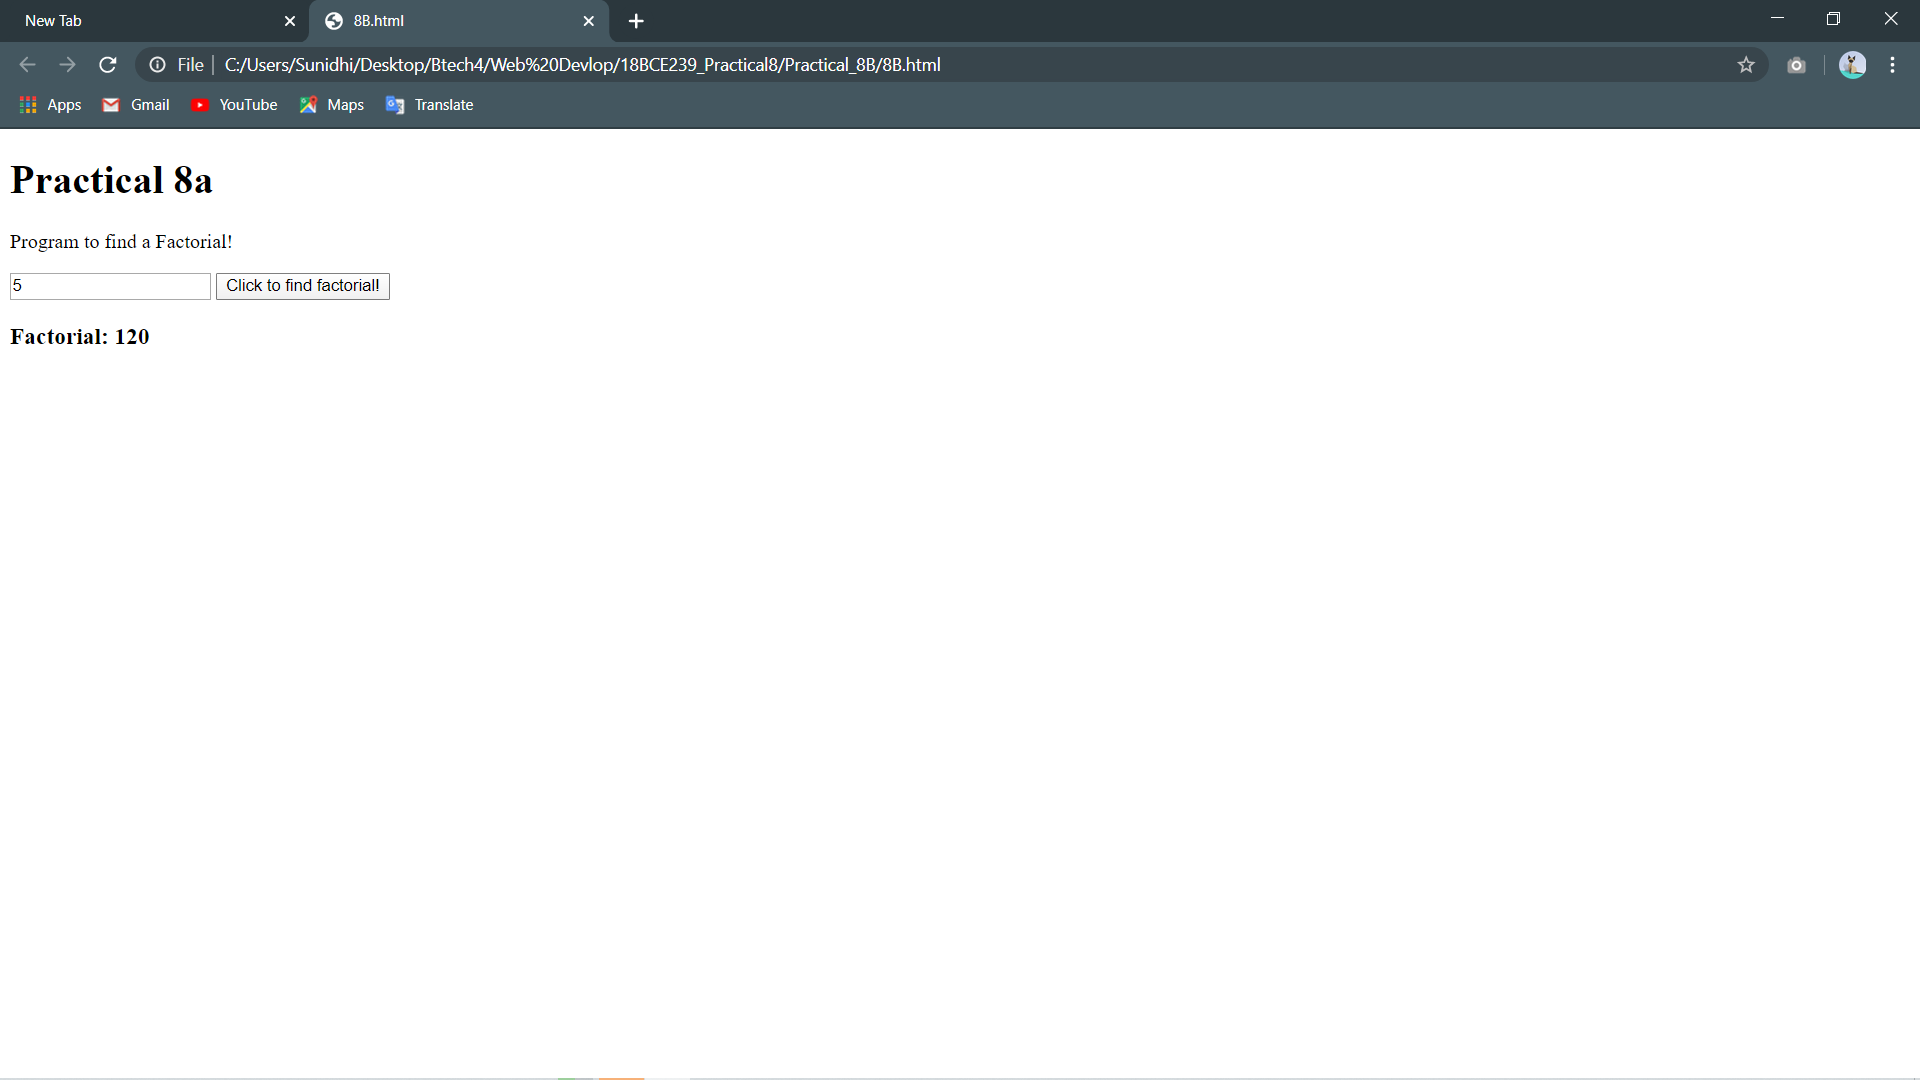 New Tab
8B.html
File
C:/Users/Sunidhi/Desktop/Btech4/Web%20Devlop/18BCE239_Practical8/Practical_8B/8B.html
Apps
Gmail
YouTube
Maps
Translate
Practical 8a
Program to find a Factorial!
5
Click to find factorial!
Factorial: 120